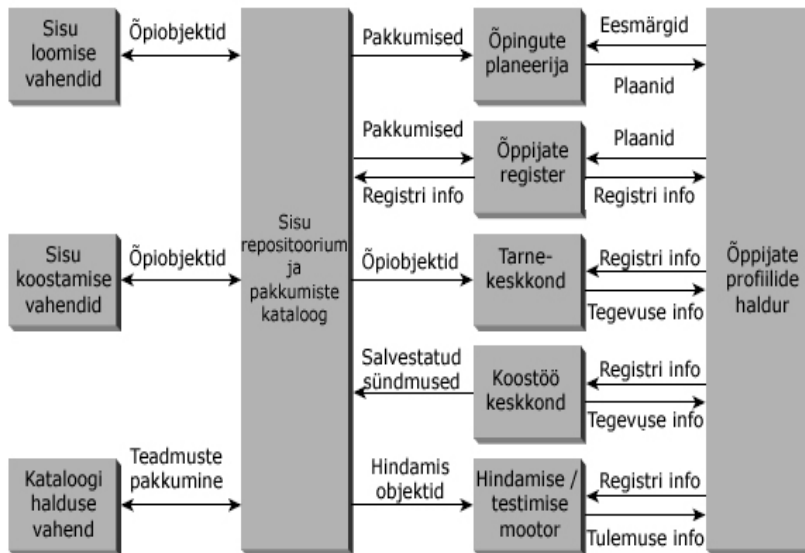 Sisu
loomise
vahendid
Õpiobjektid
Pakkumised
Õpingute
planeerija
Eesmärgid
Plaanid
Pakkumised
Registri info
Õppijate
register
Plaanid
Registri info
Sisu
koostamise
vahendid
Õpiobjektid
Sisu
repositoorium
ja
pakkumiste
kataloog
Õpiobjektid
Tarne-
keskkond
Registri info
Tegevuse info
Õppijate
profiilide
haldur
Salvestatud
sündmused
Koostöö
keskkond
Registri info
Tegevuse info
Kataloogi
halduse
vahend
Teadmuste
pakkumine
Hindamis
objektid
Hindamise /
testimise
mootor
Registri info
Tulemuse info